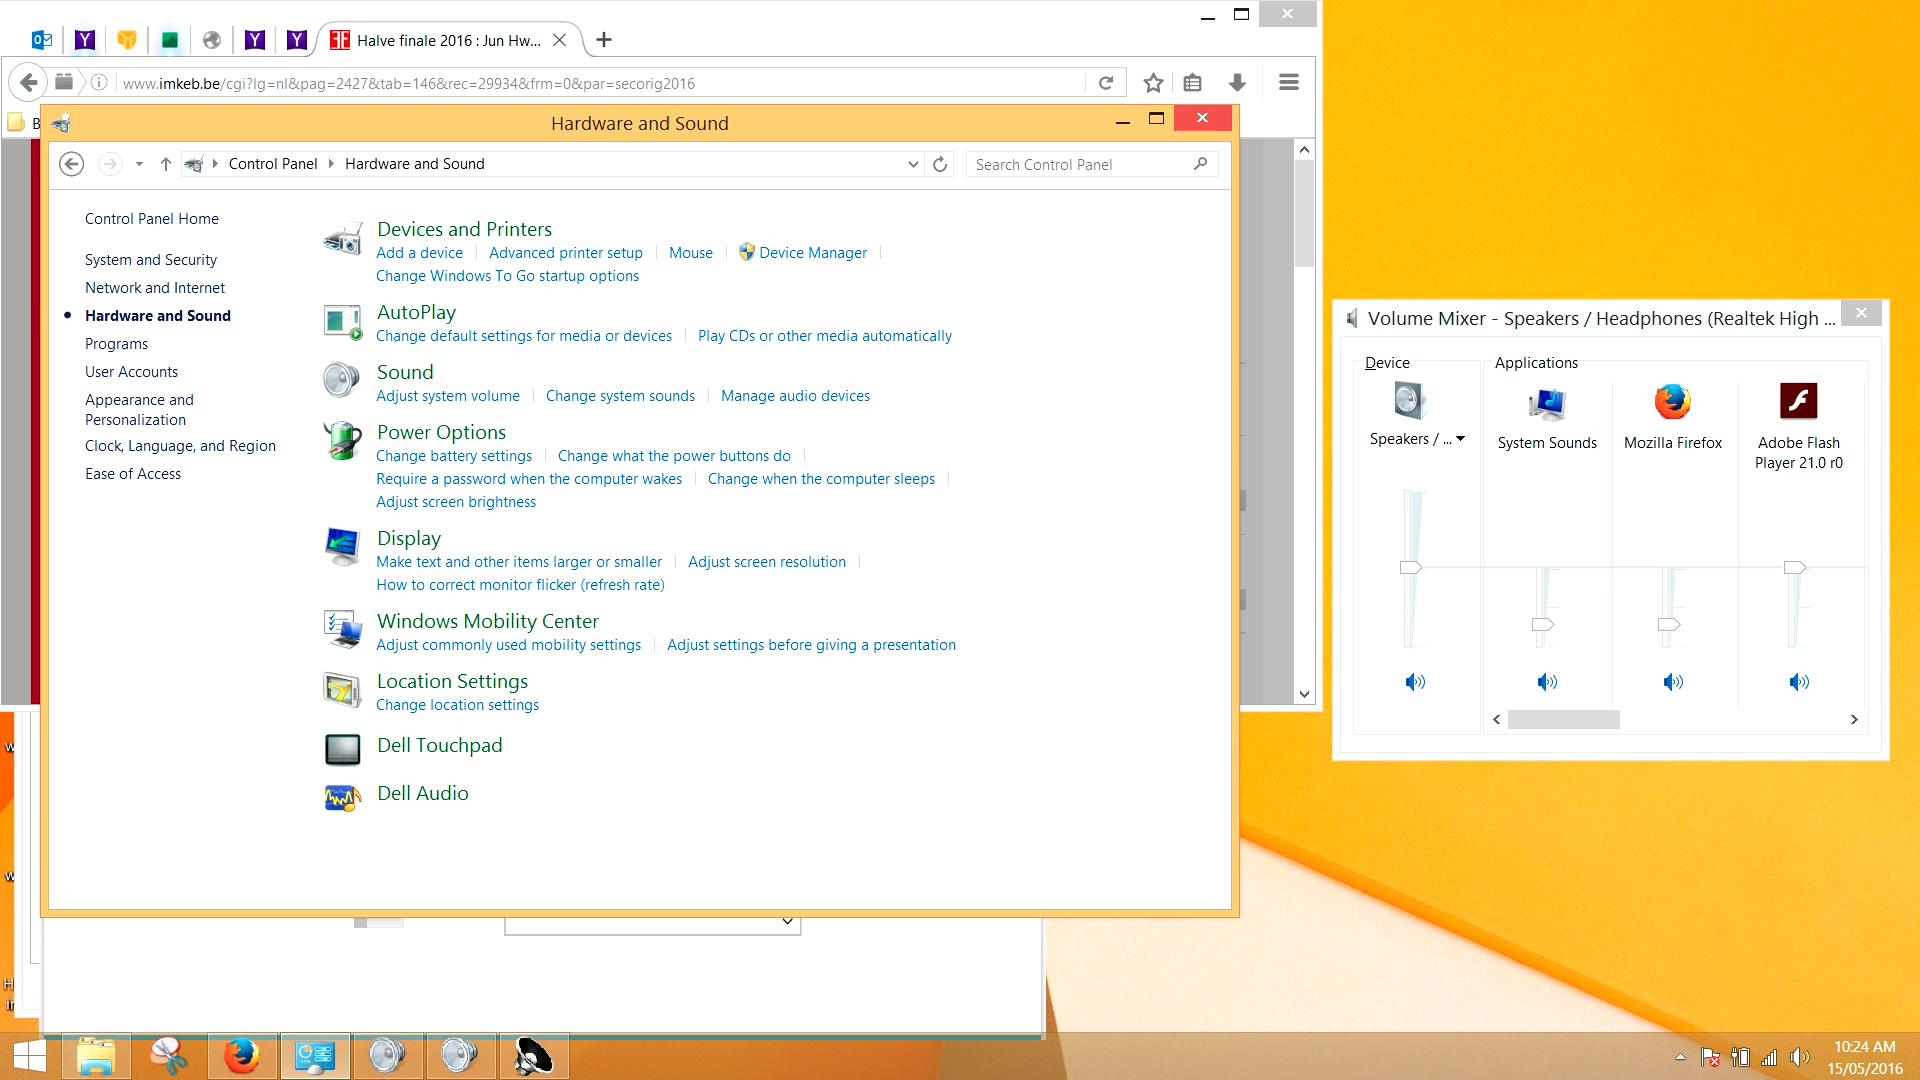 Halve finale 2016 : Jun Hw...
www.imkeb.be/cgi?lg=nl&pag=2427&tab=146&rec=29934&frm=0&par=secorig2016
B
Hardware and Sound
Control Panel Hardware and Sound
Search Control Panel
Control Panel Home
System and Security
Network and Internet
Hardware and Sound
Programs
User Accounts
Appearance and
Personalization
Clock, Language, and Region
Ease of Access
Devices and Printers
Add a device Advanced printer setup Mouse Device Manager
Change Windows To Go startup options
AutoPlay
Change default settings for media or devices Play CDs or other media automatically
Sound
Adjust system volume Change system sounds Manage audio devices
Power Options
Change battery settings Change what the power buttons do
Require a password when the computer wakes Change when the computer sleeps
Adjust screen brightness
Display
Make text and other items larger or smaller Adjust screen resolution
How to correct monitor flicker (refresh rate)
Windows Mobility Center
Adjust commonly used mobility settings Adjust settings before giving a presentation
Location Settings
Change location settings
Dell Touchpad
Dell Audio
Volume Mixer - Speakers / Headphones (Realtek High ...
Device
Applications
Speakers / ...
System Sounds
Mozilla Firefox
Adobe Flash
Player 21.0 r0
10:24 AM
15/05/2016